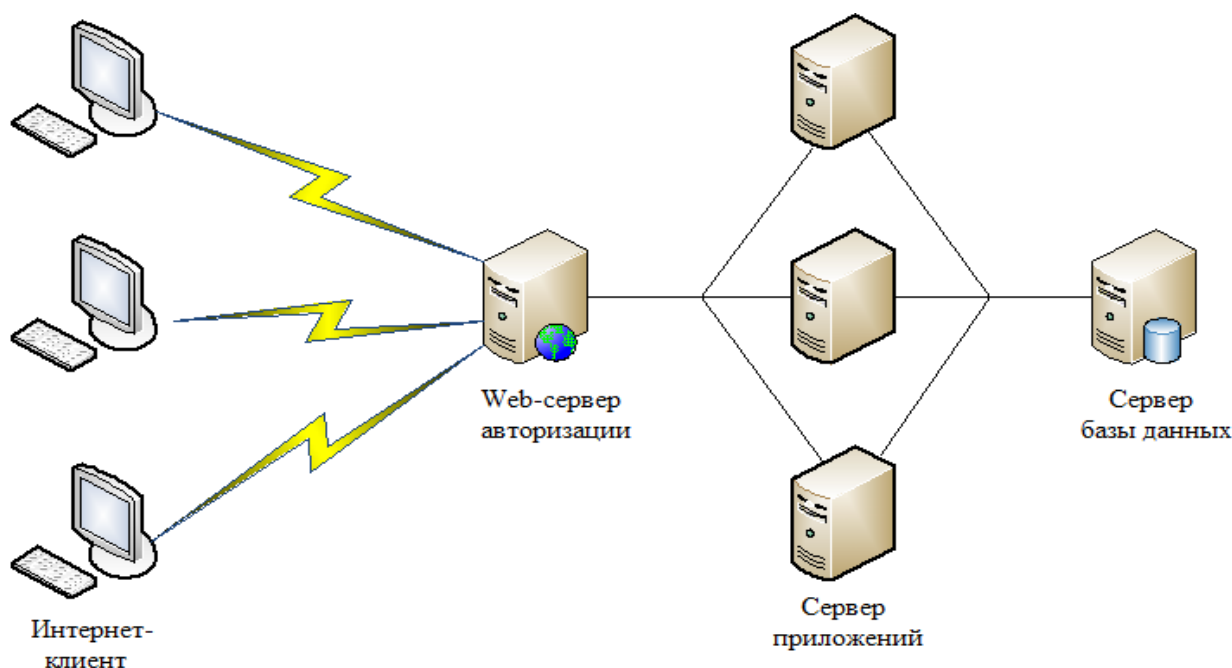 Web-сервер
авторизации
Сервер
базы данных
Сервер
приложений
Интернет-
клиент